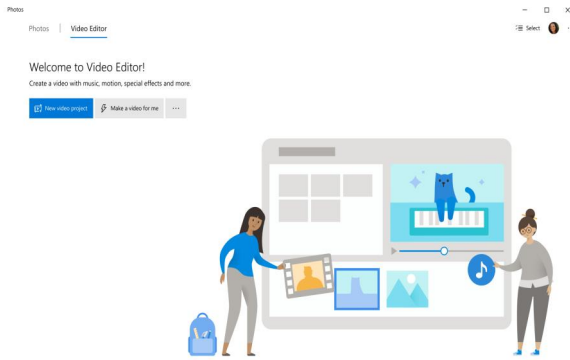 Photos
Photos | Video Editor
Select
Welcome to Video Editor!
Create a video with music, motion, special effects and more.
New video project
Make a video for me
...